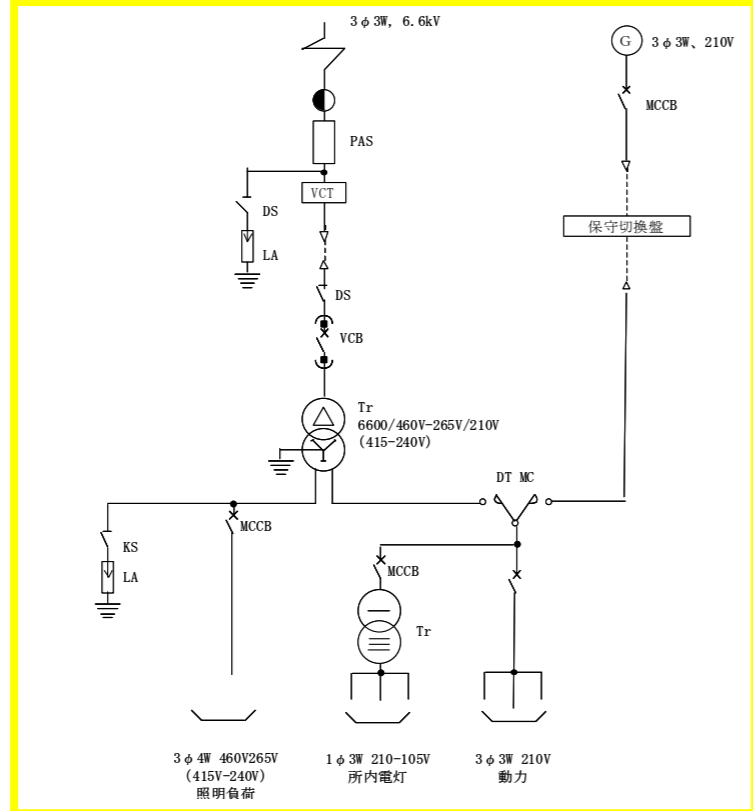 3φ3W, 6.6kV
G
3φ3W、210V
MCCB
PAS
VCT
DS
LA
保守切換盤
DS
VCB
Tr
6600/460V-265V/210V
(415-240V)
DT MC
MCCB
KS
LA
MCCB
Tr
3φ4W 460V265V
(415V-240V)
照明負荷
1φ3W 210-105V
所内電灯
3φ3W 210V
動力